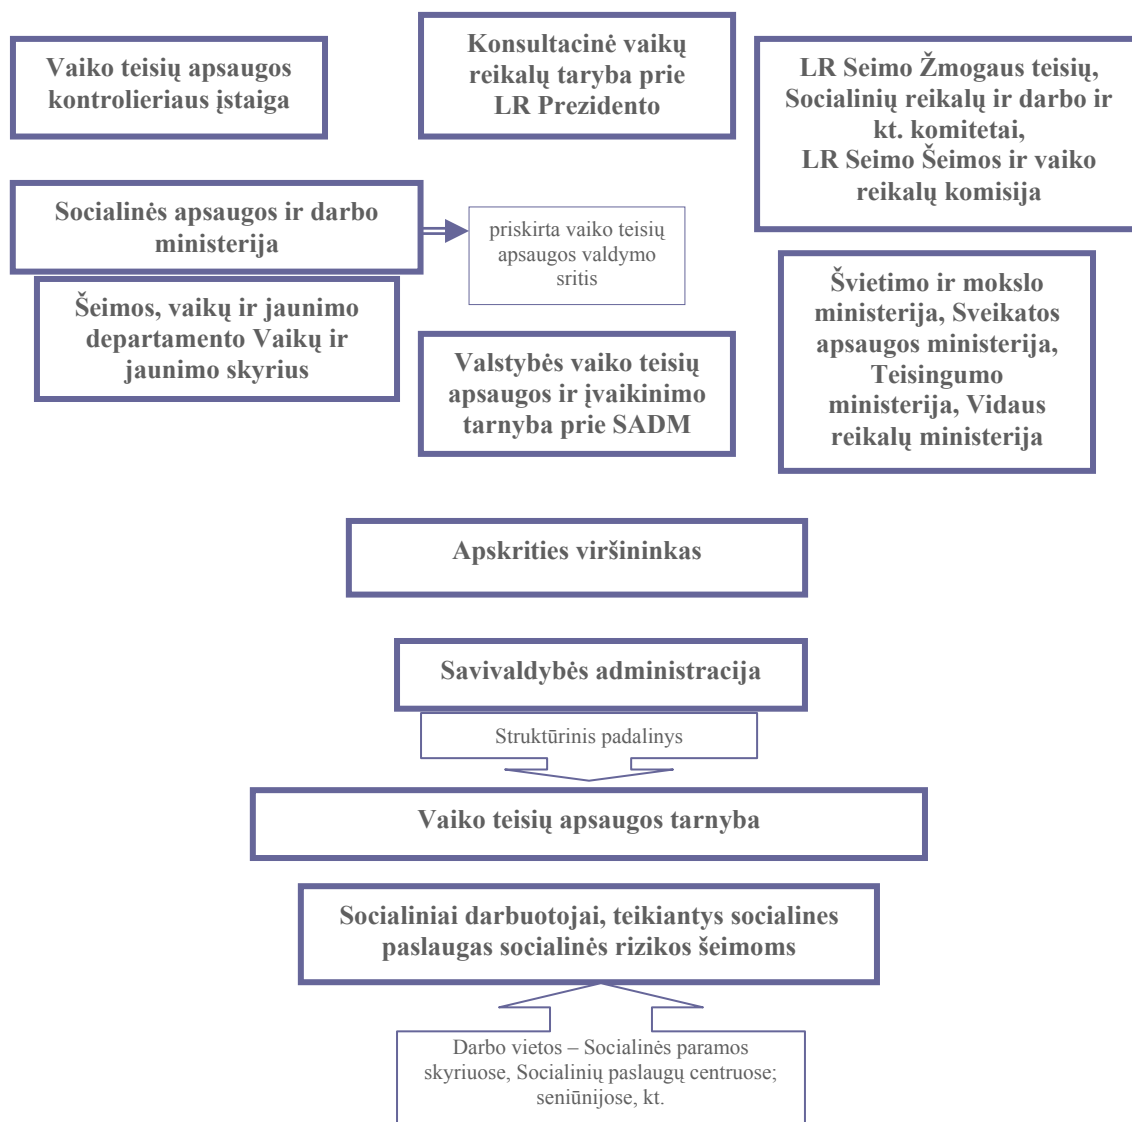 Vaiko teisių apsaugos
kontrolieriaus įstaiga
Konsultacinė vaikų
reikalų taryba prie
LR Prezidento
LR Seimo Žmogaus teisių,
Socialinių reikalų ir darbo ir
kt. komitetai,
LR Seimo Šeimos ir vaiko
reikalų komisija
Socialinės apsaugos ir darbo
ministerija
priskirta vaiko teisių
apsaugos valdymo
sritis
Šeimos, vaikų ir jaunimo
departamento Vaikų ir
jaunimo skyrius
Valstybės vaiko teisių
apsaugos ir įvaikinimo
tarnyba prie SADM
Švietimo ir mokslo
ministerija, Sveikatos
apsaugos ministerija,
Teisingumo
ministerija, Vidaus
reikalų ministerija
Apskrities viršininkas
Savivaldybės administracija
Struktūrinis padalinys
Vaiko teisių apsaugos tarnyba
Socialiniai darbuotojai, teikiantys socialines
paslaugas socialinės rizikos šeimoms
Darbo vietos – Socialinės paramos
skyriuose, Socialinių paslaugų centruose;
seniūnijose, kt.